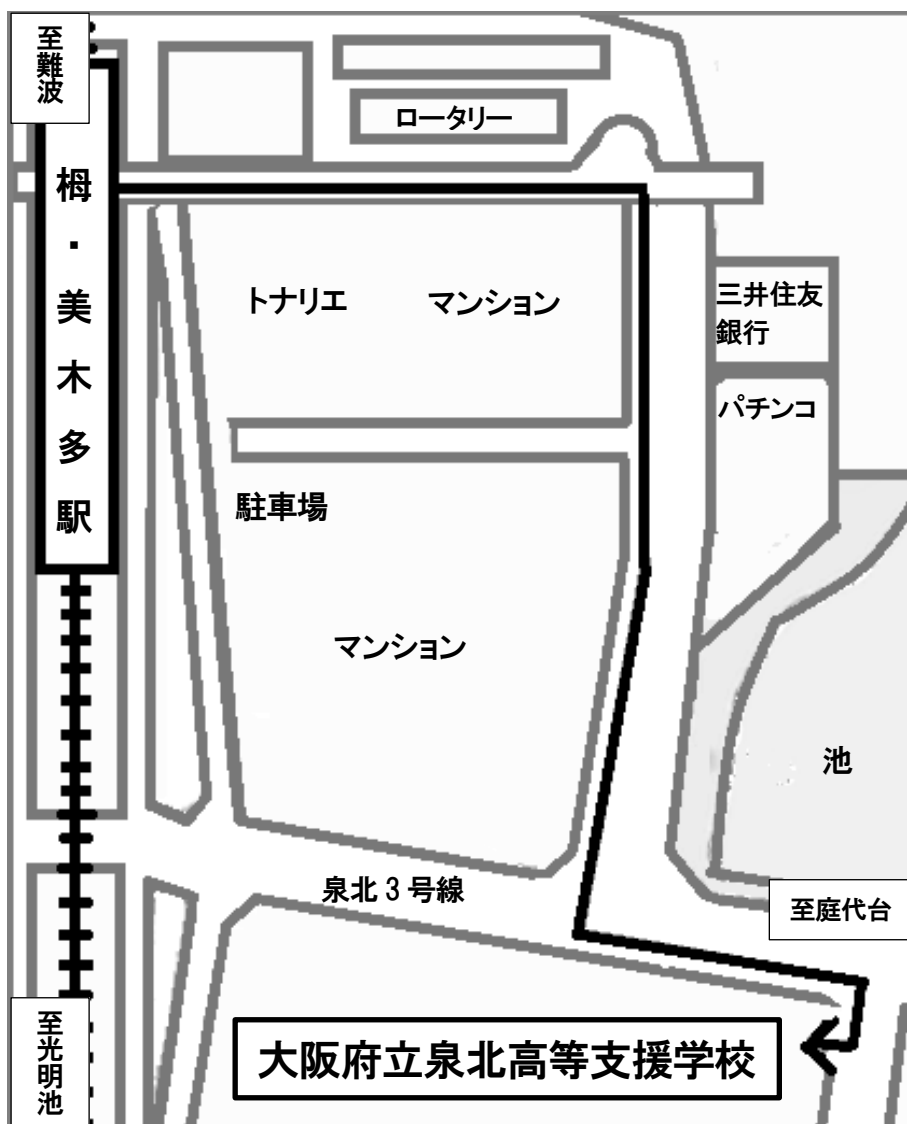 至難波
ロータリー
栂・美木多駅
トナリエ
マンション
三井住友
銀行
パチンコ
駐車場
マンション
池
泉北3号線
至庭代台
至光明池
大阪府立泉北高等支援学校